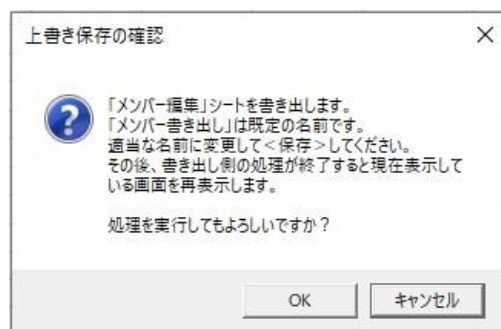 上書き保存の確認
「メンバー編集」シートを書き出します。
「メンバー書き出し」は既定の名前です。
適当な名前に変更して＜保存＞してください。
その後、書き出し側の処理が終了すると現在表示して
いる画面を再表示します。
処理を実行してもよろしいですか？
OK
キャンセル